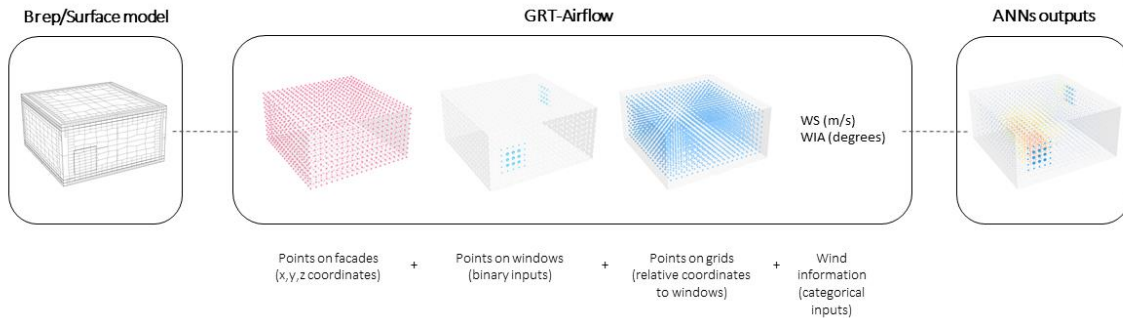 Brep/Surface model
GRT-Airflow
ANNs outputs
WS (m/s)
WIA (degrees)
Points on facades
(x,y,z coordinates)
+
Points on windows
(binary inputs)
+
Points on grids
(relative coordinates
to windows)
+
Wind
information
(categorical
inputs)